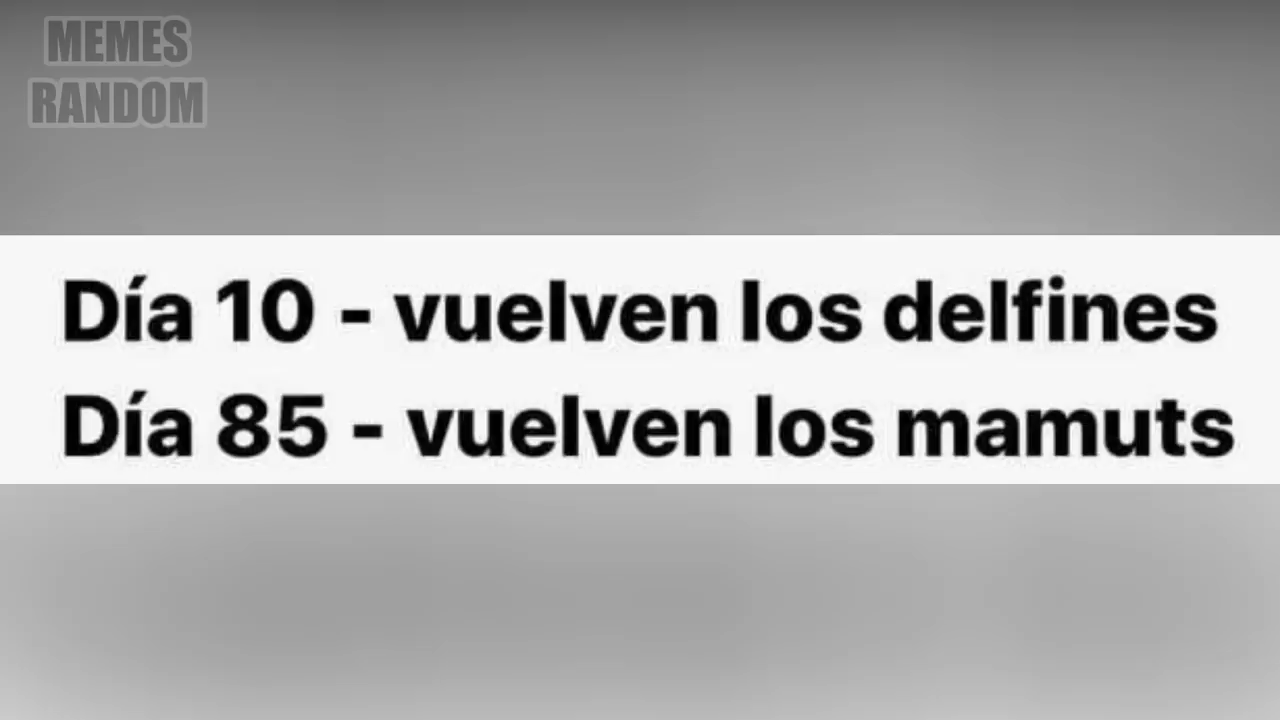 MEMES
RANDOM
Día 10 - vuelven los delfines
Día 85 - vuelven los mamuts